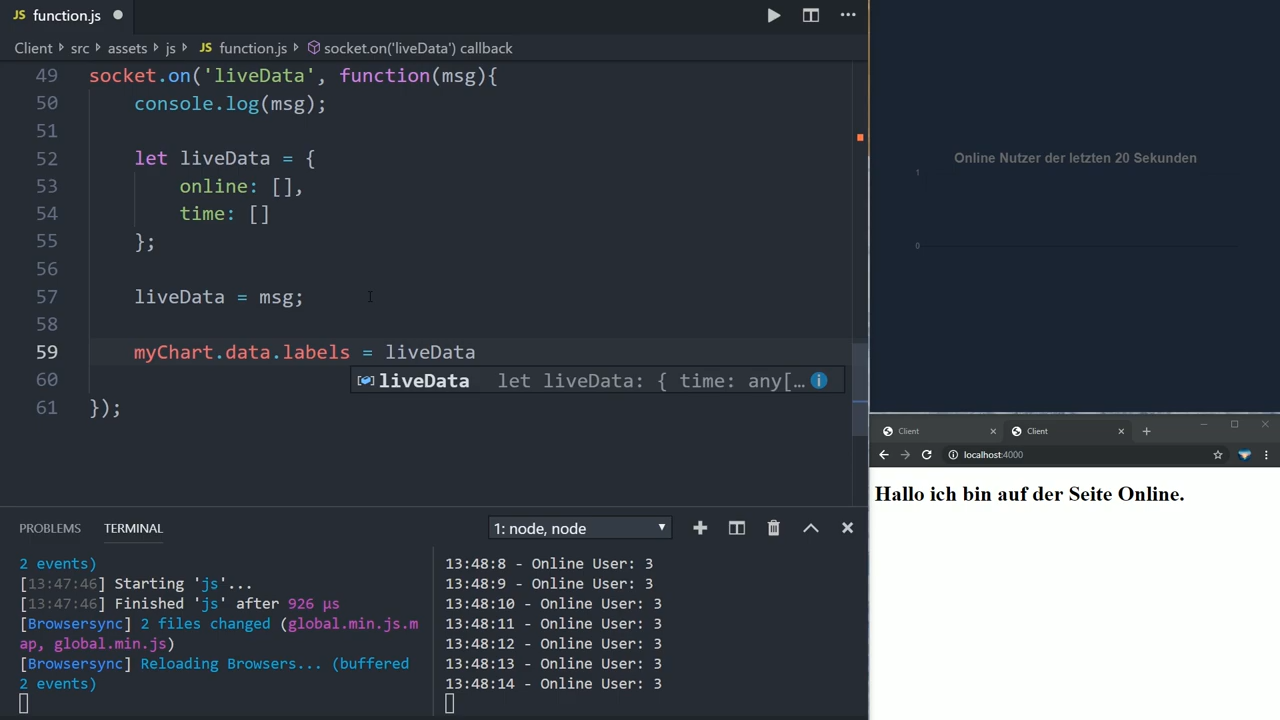 JS function.js
Client src assets js JS function.js socket.on('liveData') callback
49 socket.on('liveData', function(msg){
50 console.log(msg);
51
52 let liveData = {
53 online: [],
54 time: []
55 };
56
57 liveData = msg;
58
59 myChart.data.labels = liveData
liveData let liveData: { time: any[…
60
61 });
PROBLEMS TERMINAL 1: node, node
2 events)
[13:47:46] Starting 'js'...
[13:47:46] Finished 'js' after 926 μs
[Browsersync] 2 files changed (global.min.js.m
ap, global.min.js)
[Browsersync] Reloading Browsers... (buffered
2 events)
13:48:8 - Online User: 3
13:48:9 - Online User: 3
13:48:10 - Online User: 3
13:48:11 - Online User: 3
13:48:12 - Online User: 3
13:48:13 - Online User: 3
13:48:14 - Online User: 3
Online Nutzer der letzten 20 Sekunden
1
0
Client Client
localhost:4000
Hallo ich bin auf der Seite Online.